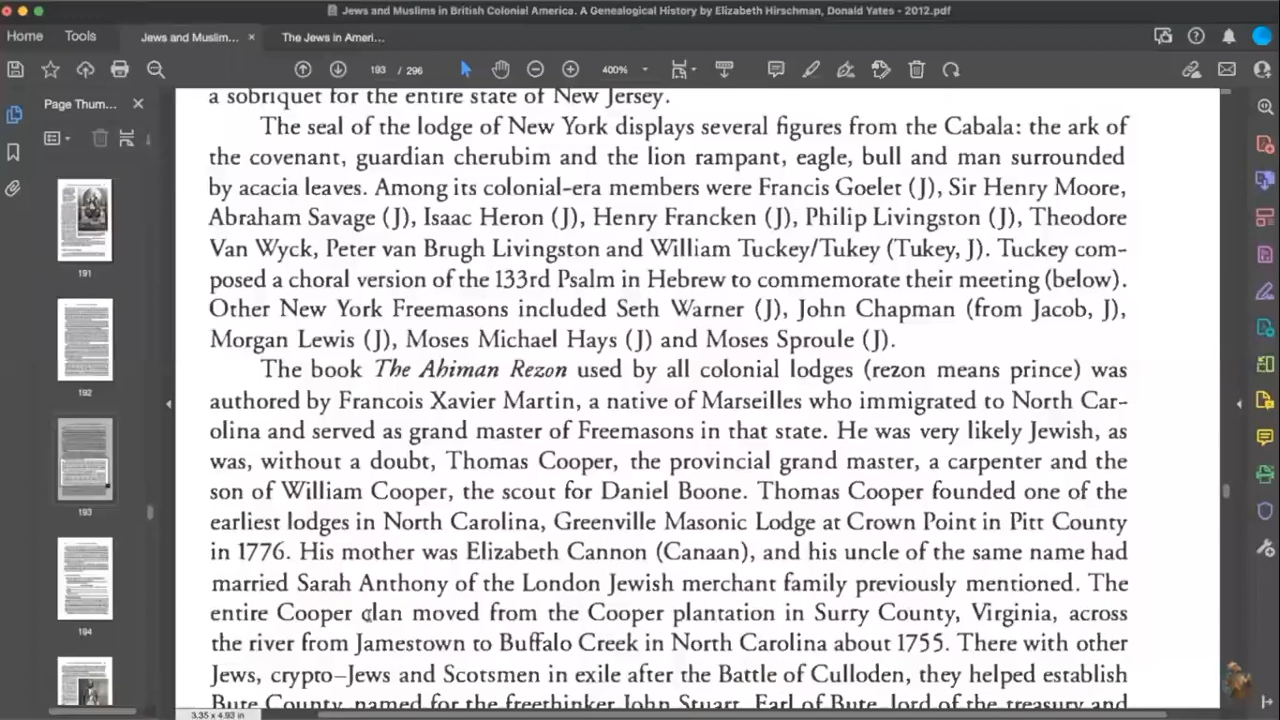 Jews and Muslims in British Colonial America. A Genealogical History by Elizabeth Hirschman, Donald Yates - 2012.pdf
Home
Tools
Jews and Muslim... ×
The Jews in Ameri...
193 / 296
400%
Page Thum... ×
191
192
193
194
a sobriquet for the entire state of New Jersey.
The seal of the lodge of New York displays several figures from the Cabala: the ark of
the covenant, guardian cherubim and the lion rampant, eagle, bull and man surrounded
by acacia leaves. Among its colonial-era members were Francis Goelet (J), Sir Henry Moore,
Abraham Savage (J), Isaac Heron (J), Henry Francken (J), Philip Livingston (J), Theodore
Van Wyck, Peter van Brugh Livingston and William Tuckey/Tukey (Tukey, J). Tuckey com-
posed a choral version of the 133rd Psalm in Hebrew to commemorate their meeting (below).
Other New York Freemasons included Seth Warner (J), John Chapman (from Jacob, J),
Morgan Lewis (J), Moses Michael Hays (J) and Moses Sproule (J).
The book The Ahiman Rezon used by all colonial lodges (rezon means prince) was
authored by Francois Xavier Martin, a native of Marseilles who immigrated to North Car-
olina and served as grand master of Freemasons in that state. He was very likely Jewish, as
was, without a doubt, Thomas Cooper, the provincial grand master, a carpenter and the
son of William Cooper, the scout for Daniel Boone. Thomas Cooper founded one of the
earliest lodges in North Carolina, Greenville Masonic Lodge at Crown Point in Pitt County
in 1776. His mother was Elizabeth Cannon (Canaan), and his uncle of the same name had
married Sarah Anthony of the London Jewish merchant family previously mentioned. The
entire Cooper clan moved from the Cooper plantation in Surry County, Virginia, across
the river from Jamestown to Buffalo Creek in North Carolina about 1755. There with other
Jews, crypto–Jews and Scotsmen in exile after the Battle of Culloden, they helped establish
Bute County, named for the freethinker John Stuart, Earl of Bute, lord of the treasury and
3.35 x 4.93 in